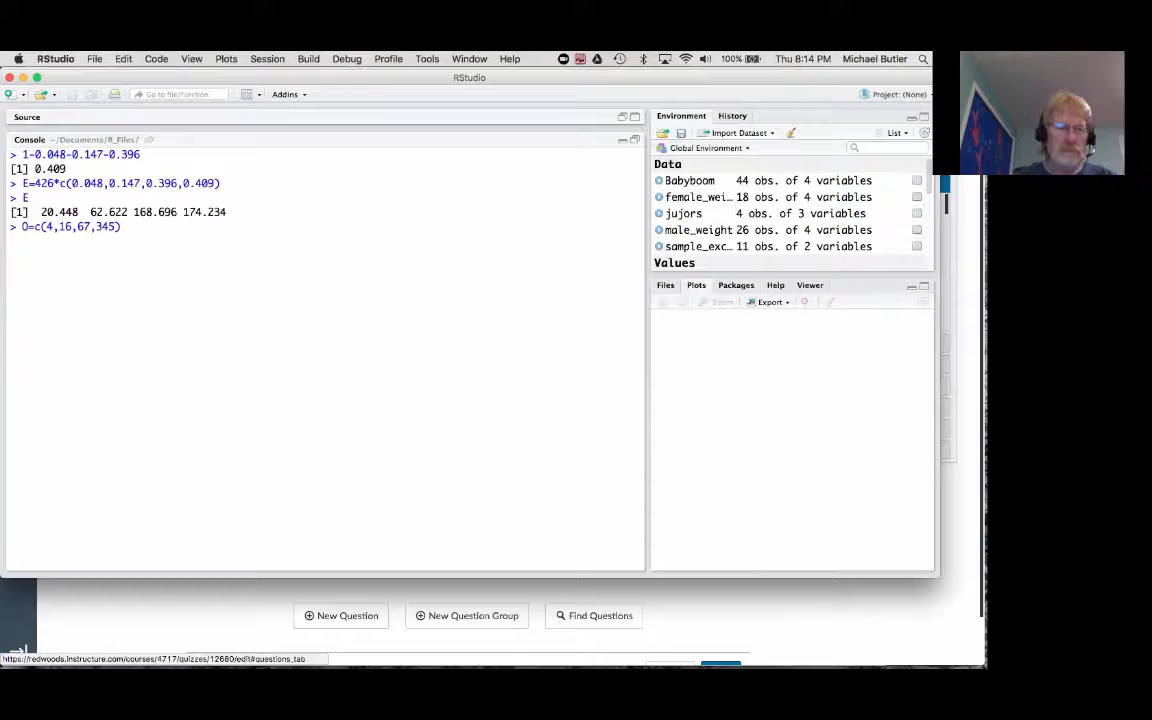 RStudio File Edit Code View Plots Session Build Debug Profile Tools Window Help 100% Thu 8:14 PM Michael Butler
RStudio
Go to file/function Addins Project: (None)
Source
Console ~/Documents/R_Files/
> 1-0.048-0.147-0.396
[1] 0.409
> E=426*c(0.048,0.147,0.396,0.409)
> E
[1] 20.448 62.622 168.696 174.234
> O=c(4,16,67,345)
Environment History
Import Dataset List
Global Environment
Data
Babyboom 44 obs. of 4 variables
female_wei… 18 obs. of 4 variables
jujors 4 obs. of 3 variables
male_weight 26 obs. of 4 variables
sample_exc… 11 obs. of 2 variables
Values
Files Plots Packages Help Viewer
Zoom Export
New Question New Question Group Find Questions
https://redwoods.instructure.com/courses/4717/quizzes/12680/edit#questions_tab